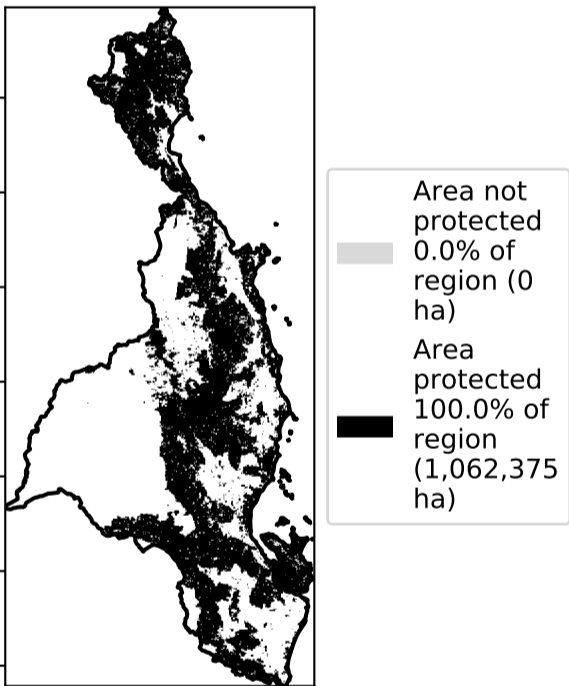 Area not
protected
0.0% of
region (0
ha)
Area
protected
100.0% of
region
(1,062,375
ha)